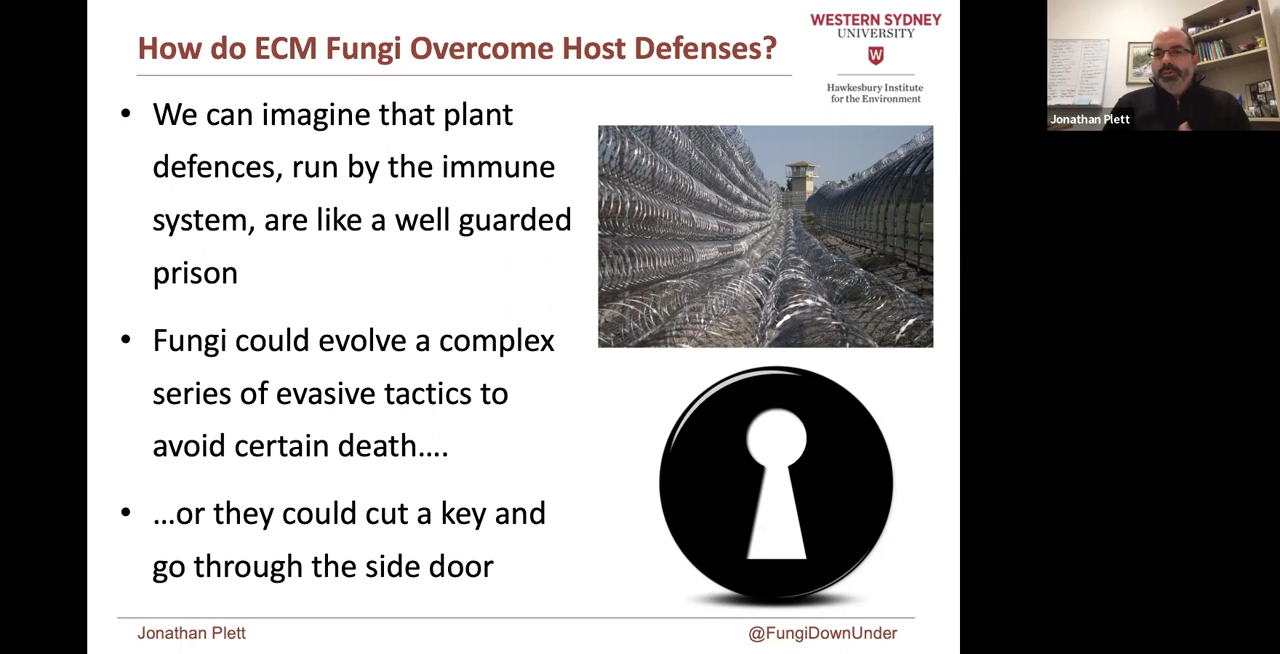 How do ECM Fungi Overcome Host Defenses?
WESTERN SYDNEY
UNIVERSITY
W
Hawkesbury Institute
for the Environment
• We can imagine that plant
defences, run by the immune
system, are like a well guarded
prison
• Fungi could evolve a complex
series of evasive tactics to
avoid certain death....
• ...or they could cut a key and
go through the side door
Jonathan Plett
@FungiDownUnder
Jonathan Plett